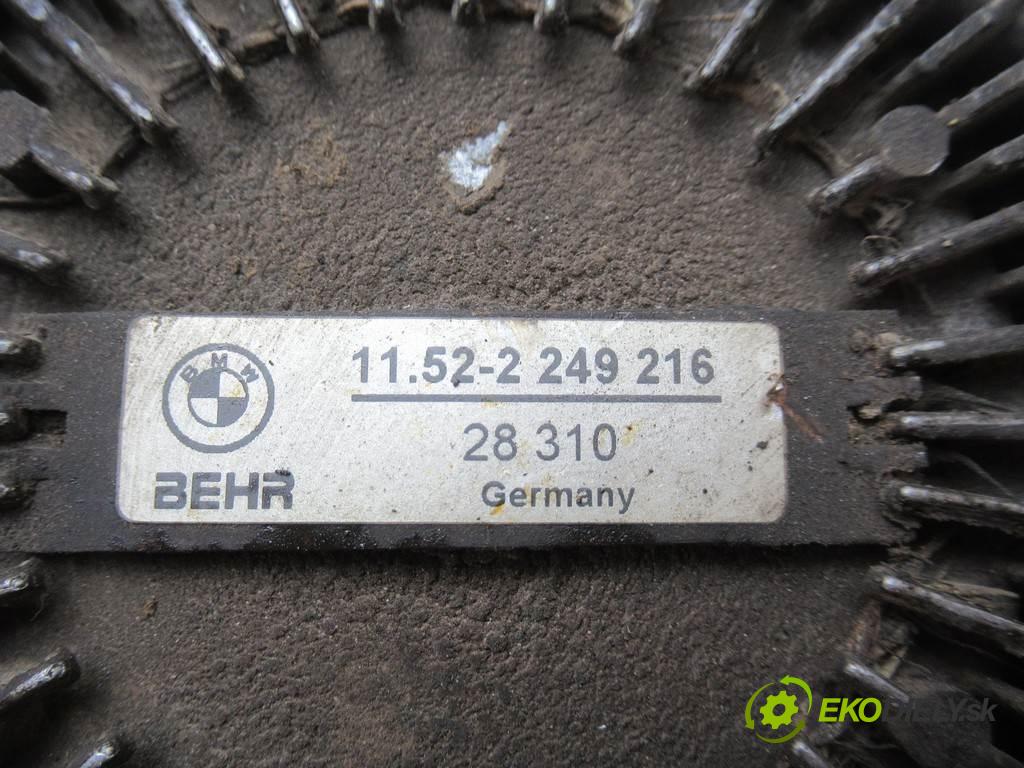 BMW
11.52-2 249 216
28 310
BEHR
Germany
EKODIELY.sk